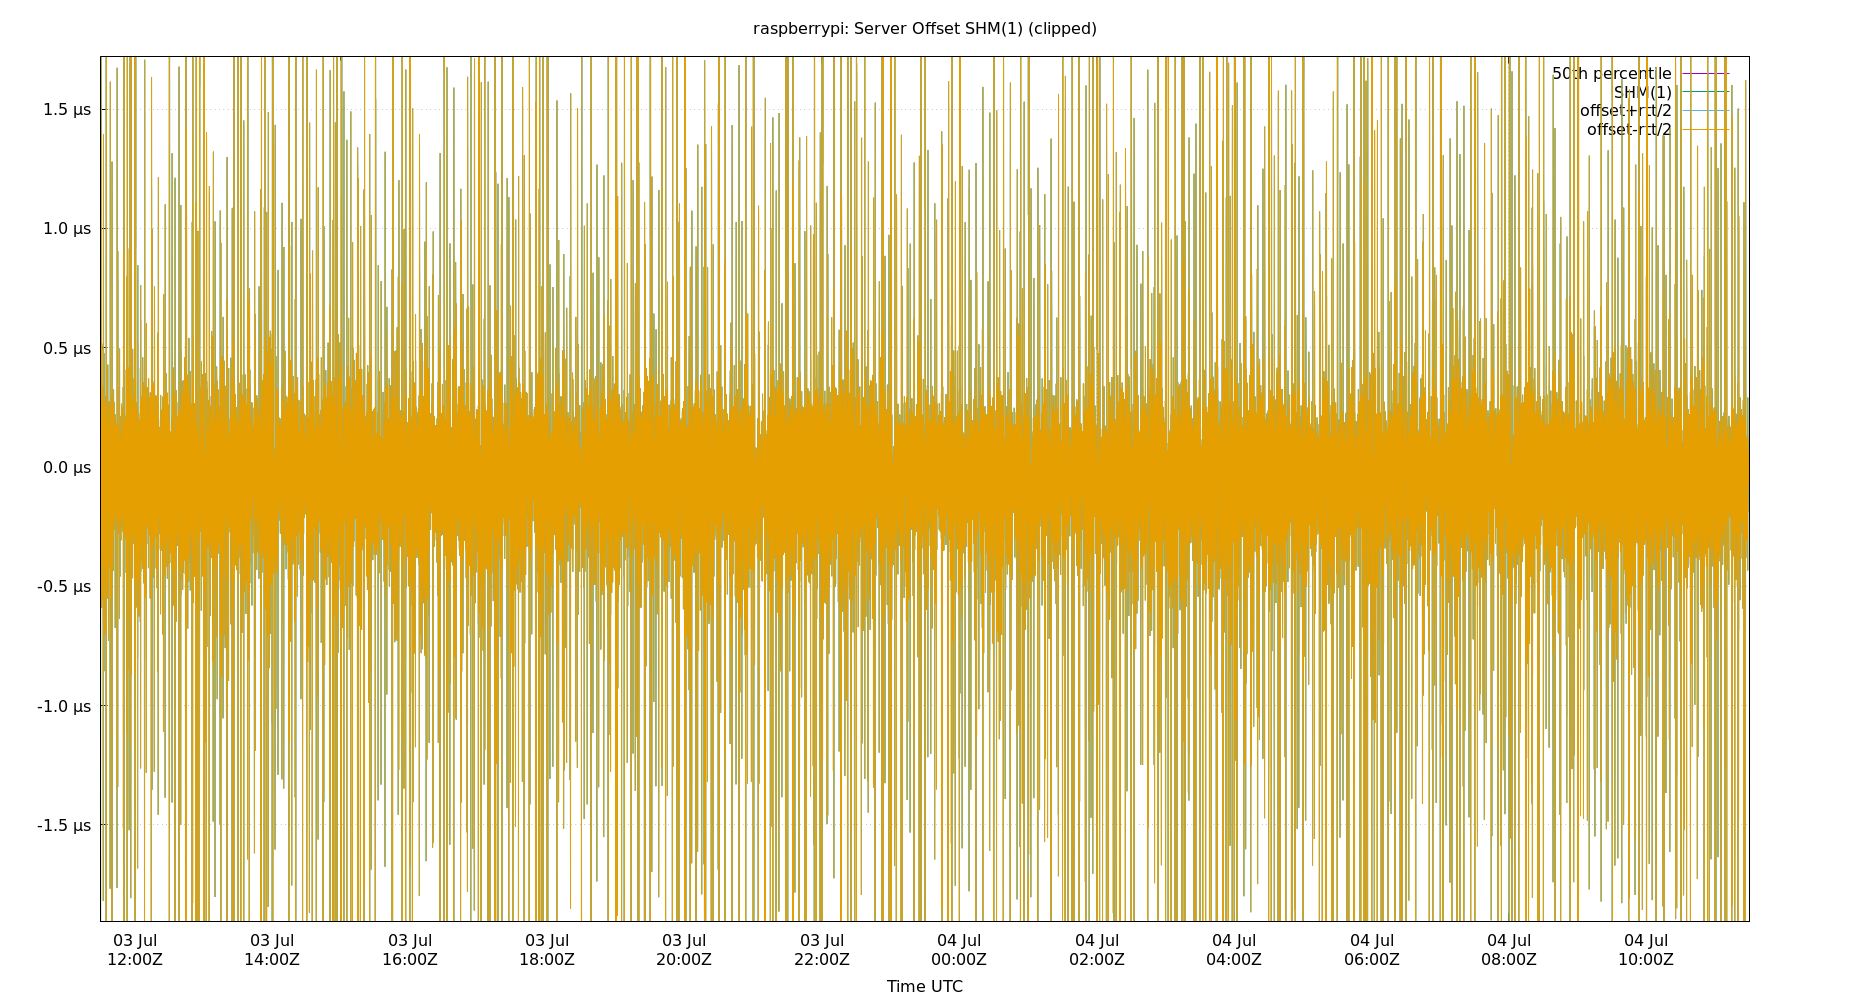 raspberrypi: Server Offset SHM(1) (clipped)
50th percentile
SHM(1)
offset+rtt/2
offset-rtt/2
1.5 µs
1.0 µs
0.5 µs
0.0 µs
-0.5 µs
-1.0 µs
-1.5 µs
03 Jul 03 Jul 03 Jul 03 Jul 03 Jul 03 Jul 04 Jul 04 Jul 04 Jul 04 Jul 04 Jul 04 Jul
12:00Z 14:00Z 16:00Z 18:00Z 20:00Z 22:00Z 00:00Z 02:00Z 04:00Z 06:00Z 08:00Z 10:00Z
Time UTC